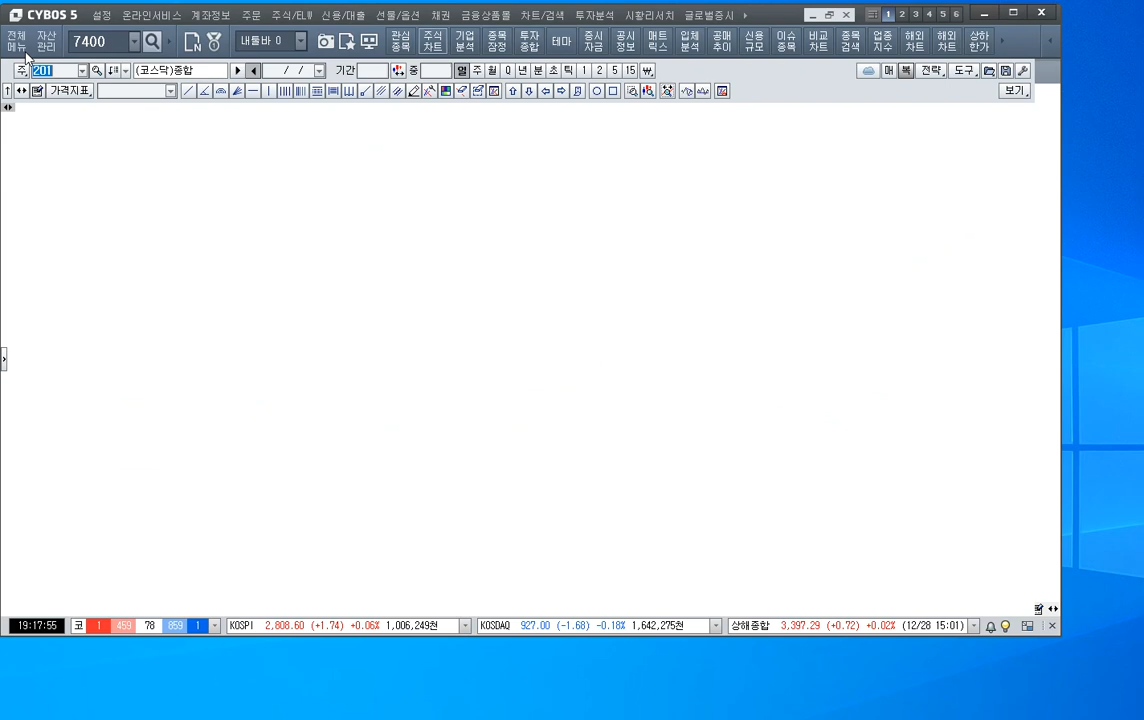 CYBOS 5 설정 온라인서비스 계좌정보 주문 주식/ELW 신용/대출 선물/옵션 채권 금융상품몰 차트/검색 투자분석 시황리서치 글로벌증시 1 2 3 4 5 6
전체 메뉴 자산 관리 7400 내툴바 0 관심 종목 주식 차트 기업 분석 종목 잠정 투자 종합 테마 증시 자금 공시 정보 매트 릭스 입체 분석 공매 추이 신용 규모 이슈 종목 비교 차트 종목 검색 업종 지수 해외 차트 해외 차트 상하 한가
주 201 (코스닥)종합 / / 기간 중 일 주 월 Q 년 분 초 틱 1 2 5 15 ₩ 매 복 전략 도구
가격지표 보기
19:17:55 코 1 459 78 859 1 KOSPI 2,808.60 (+1.74) +0.06% 1,006,249천 KOSDAQ 927.00 (-1.68) -0.18% 1,642,275천 상해종합 3,397.29 (+0.72) +0.02% (12/28 15:01)